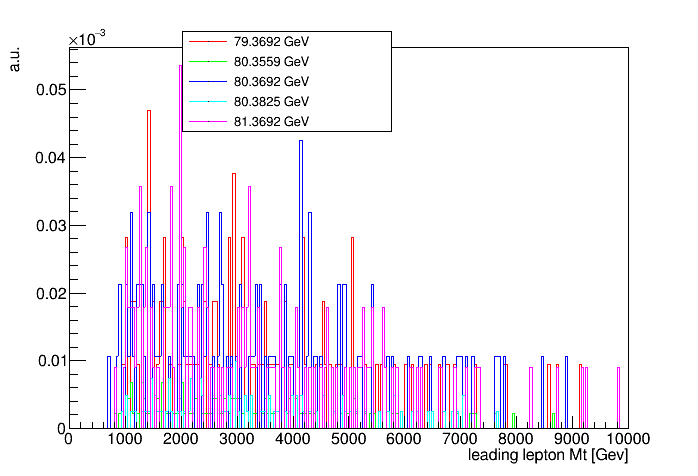 ×10⁻³
a.u.
79.3692 GeV
80.3559 GeV
80.3692 GeV
80.3825 GeV
81.3692 GeV
0.05
0.04
0.03
0.02
0.01
0
0 1000 2000 3000 4000 5000 6000 7000 8000 9000 10000
leading lepton Mt [Gev]